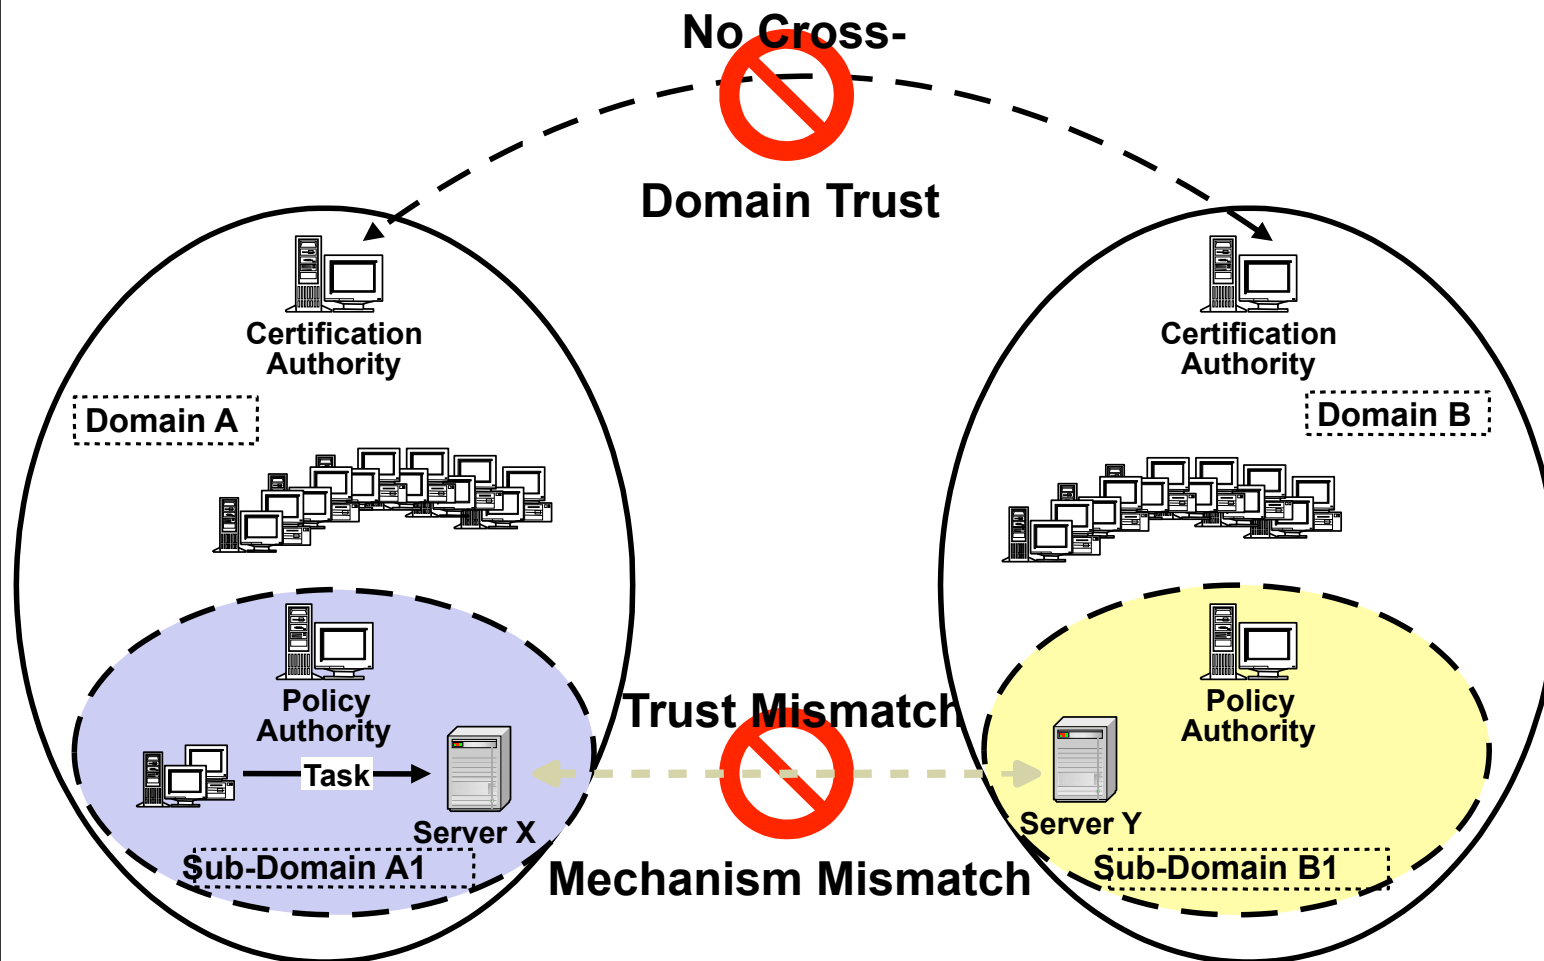 No Cross-
Domain Trust
Certification
Authority
Domain A
Certification
Authority
Domain B
Policy
Authority
Task
Server X
Sub-Domain A1
Trust Mismatch
Mechanism Mismatch
Policy
Authority
Server Y
Sub-Domain B1